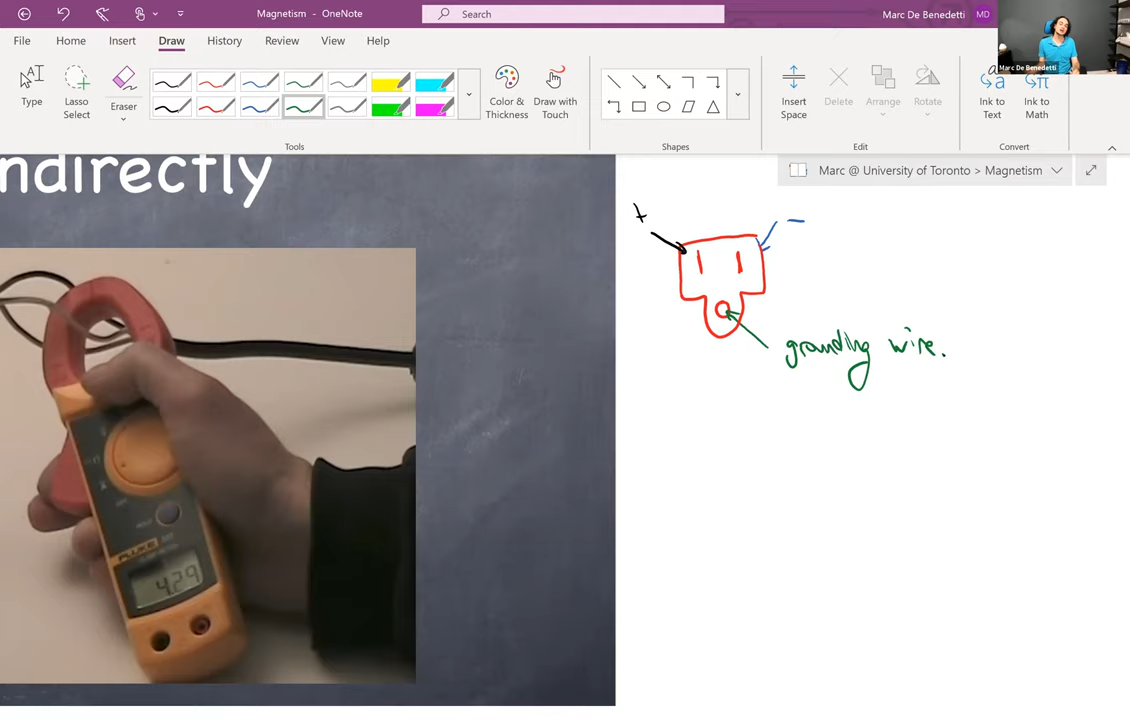 Magnetism - OneNote
Search
Marc De Benedetti
MD
Marc De Benedetti
File
Home
Insert
Draw
History
Review
View
Help
Type
Lasso Select
Eraser
Color & Thickness
Draw with Touch
Insert Space
Delete
Arrange
Rotate
Ink to Text
Ink to Math
Tools
Shapes
Edit
Convert
ndirectly
Marc @ University of Toronto > Magnetism
+
-
grounding wire.
FLUKE
4.29